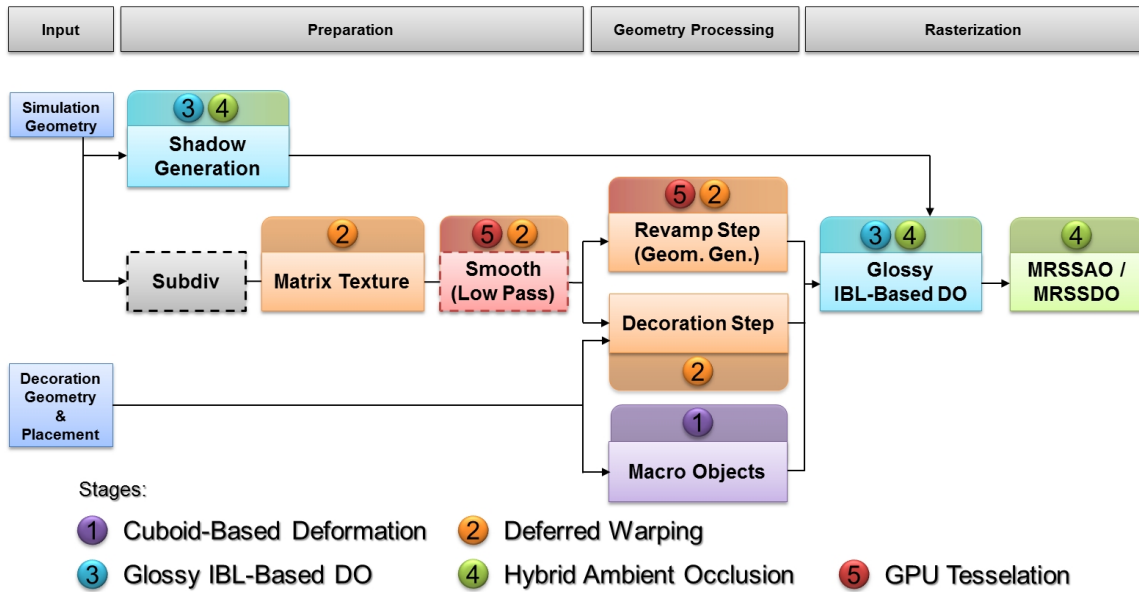 Input
Preparation
Geometry Processing
Rasterization
Simulation
Geometry
3 4
Shadow
Generation
5 2
Revamp Step
(Geom. Gen.)
2
Matrix Texture
5 2
Smooth
(Low Pass)
Subdiv
3 4
Glossy
IBL-Based DO
4
MRSSAO /
MRSSDO
Decoration Step
2
Decoration
Geometry
&
Placement
1
Macro Objects
Stages:
1 Cuboid-Based Deformation
2 Deferred Warping
3 Glossy IBL-Based DO
4 Hybrid Ambient Occlusion
5 GPU Tesselation